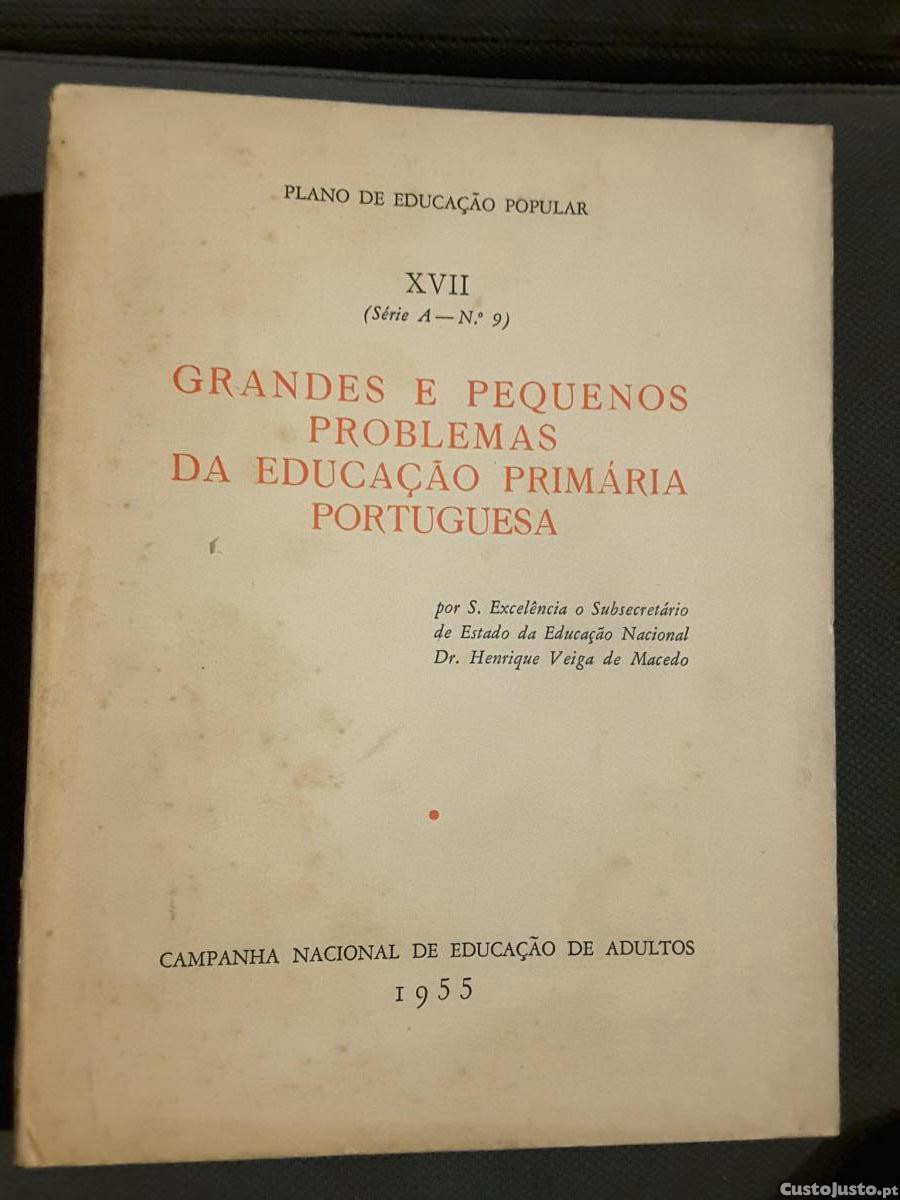 PLANO DE EDUCAÇÃO POPULAR
XVII
(Série A — N.º 9)
GRANDES E PEQUENOS
PROBLEMAS
DA EDUCAÇÃO PRIMÁRIA
PORTUGUESA
por S. Excelência o Subsecretário
de Estado da Educação Nacional
Dr. Henrique Veiga de Macedo
CAMPANHA NACIONAL DE EDUCAÇÃO DE ADULTOS
1955
CustoJusto.pt